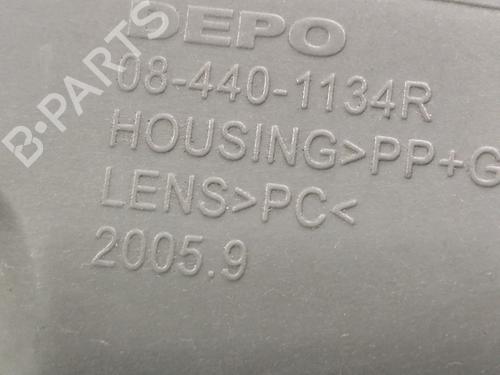 DEPO
08-440-1134R
HOUSING>PP+G
LENS>PC<
2005.9
B-PARTS